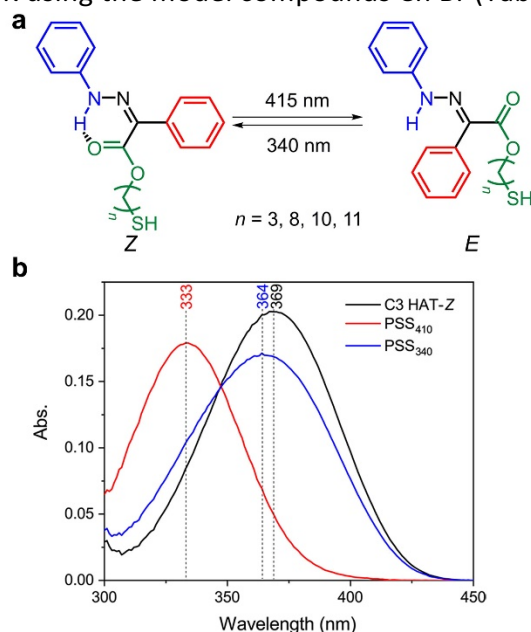 a
H
N
N
H
O
O
n
SH
Z
415 nm
340 nm
n = 3, 8, 10, 11
N
N
H
O
O
n
SH
E
b
333
364
369
C3 HAT-Z
PSS410
PSS340
Abs.
0.20
0.15
0.10
0.05
0.00
300
350
400
450
Wavelength (nm)